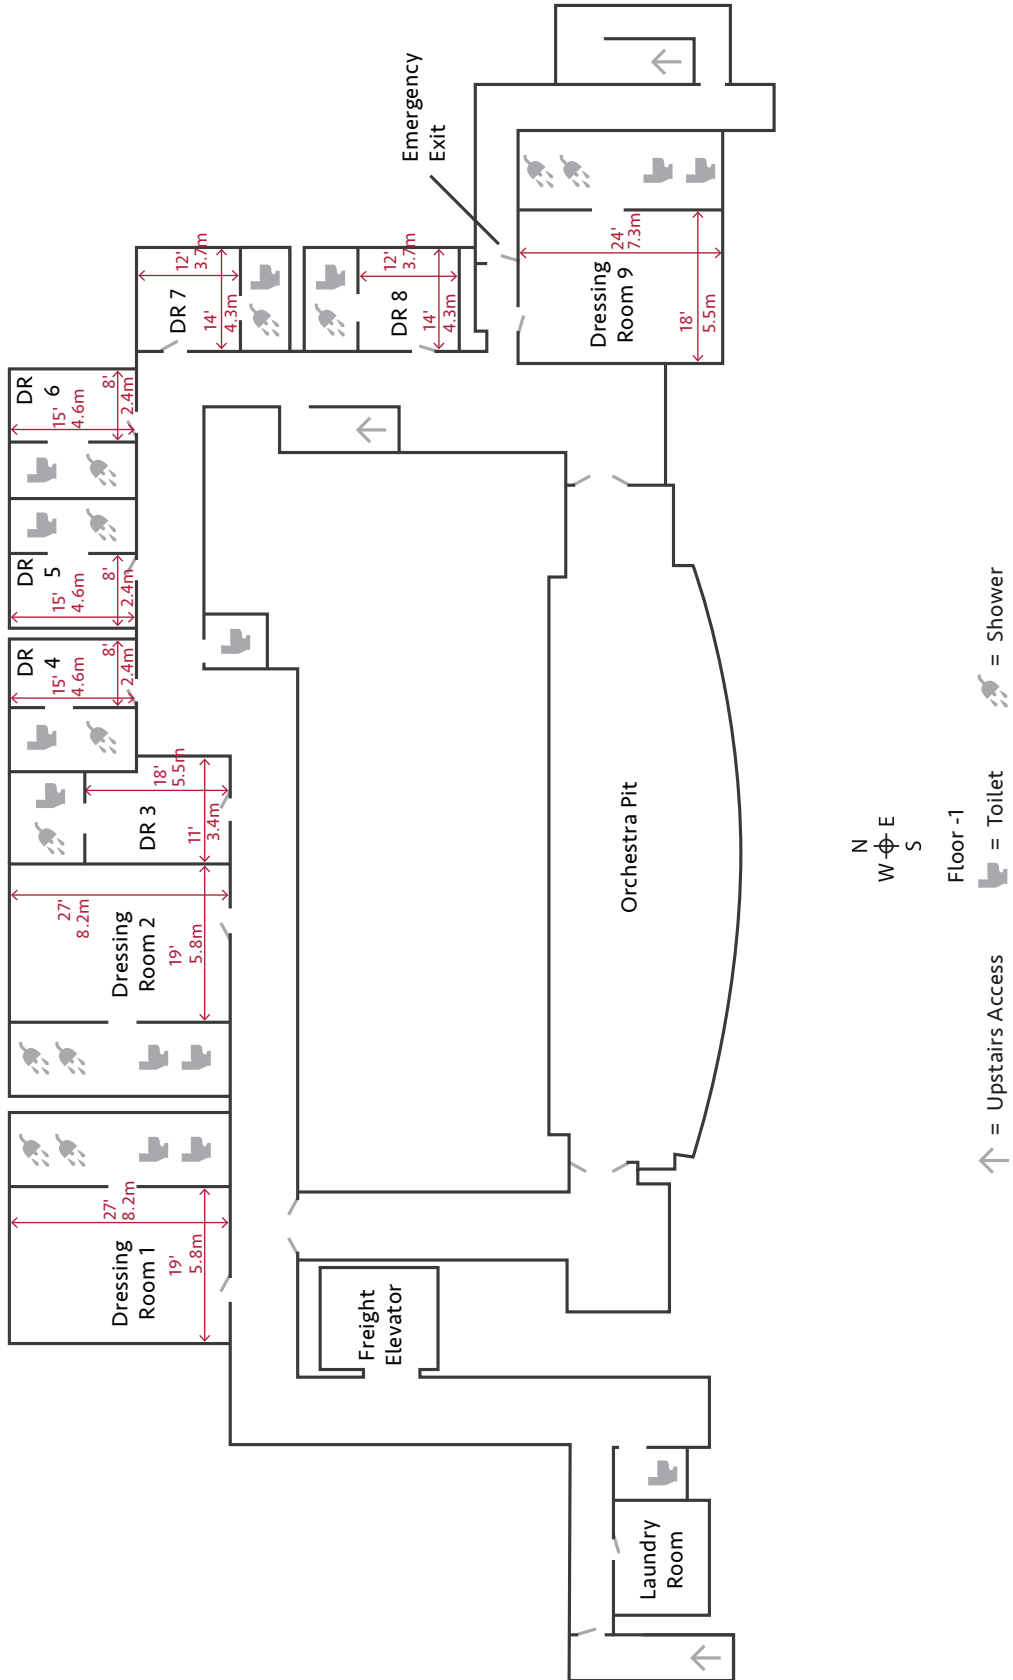 Emergency
Exit
DR
6
15'
4.6m
8'
2.4m
DR
5
15'
4.6m
8'
2.4m
DR
4
15'
4.6m
8'
2.4m
DR 3
18'
5.5m
11'
3.4m
DR 7
12'
3.7m
14'
4.3m
DR 8
12'
3.7m
14'
4.3m
Dressing
Room 9
24'
7.3m
18'
5.5m
Dressing
Room 2
27'
8.2m
19'
5.8m
Dressing
Room 1
27'
8.2m
19'
5.8m
Freight
Elevator
Orchestra Pit
Laundry
Room
N
W E
S
Floor -1
= Upstairs Access
= Toilet
= Shower